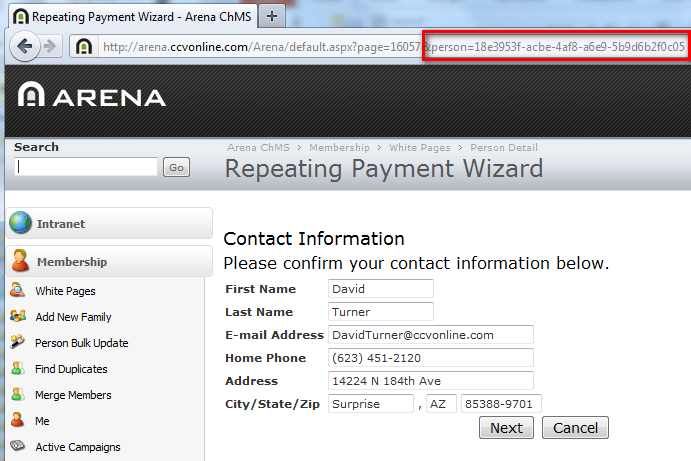 Repeating Payment Wizard - Arena ChMS
http://arena.ccvonline.com/Arena/default.aspx?page=16057&person=18e3953f-acbe-4af8-a6e9-5b9d6b2f0c05
ARENA
Search
Go
Arena ChMS > Membership > White Pages > Person Detail
Repeating Payment Wizard
Intranet
Membership
White Pages
Add New Family
Person Bulk Update
Find Duplicates
Merge Members
Me
Active Campaigns
Contact Information
Please confirm your contact information below.
First Name David
Last Name Turner
E-mail Address DavidTurner@ccvonline.com
Home Phone (623) 451-2120
Address 14224 N 184th Ave
City/State/Zip Surprise , AZ 85388-9701
Next Cancel